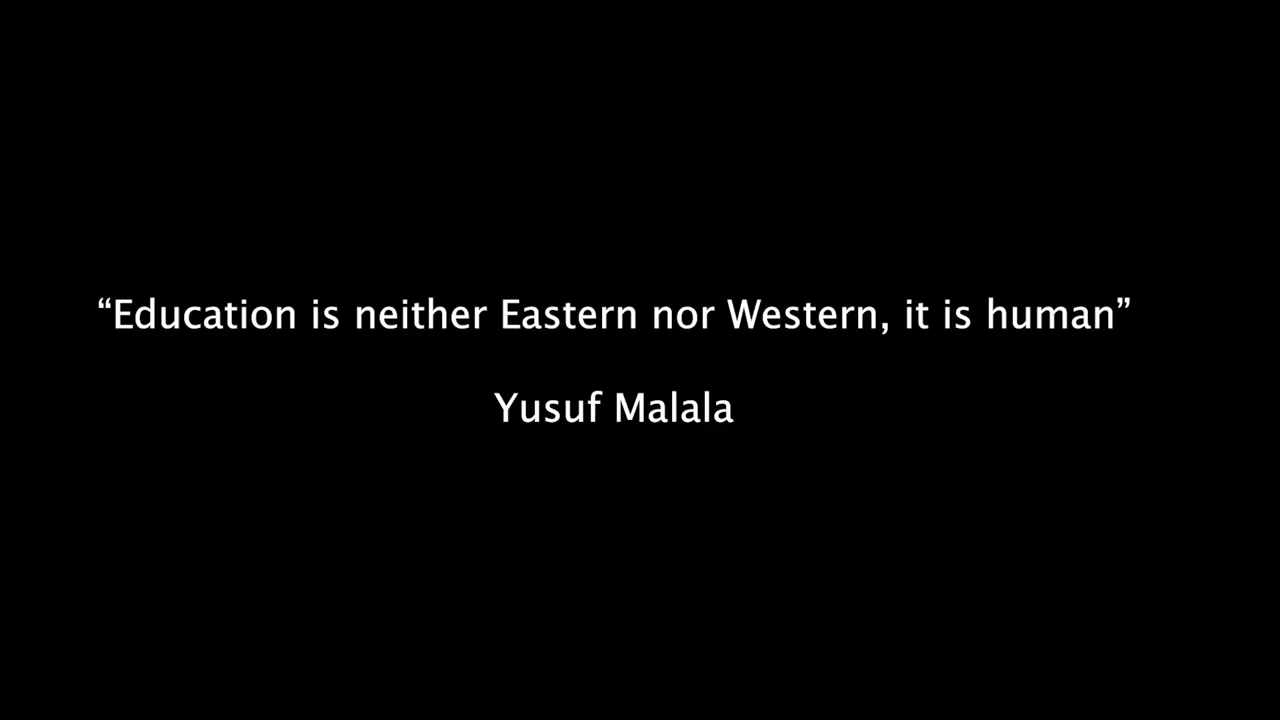 “Education is neither Eastern nor Western, it is human”
Yusuf Malala